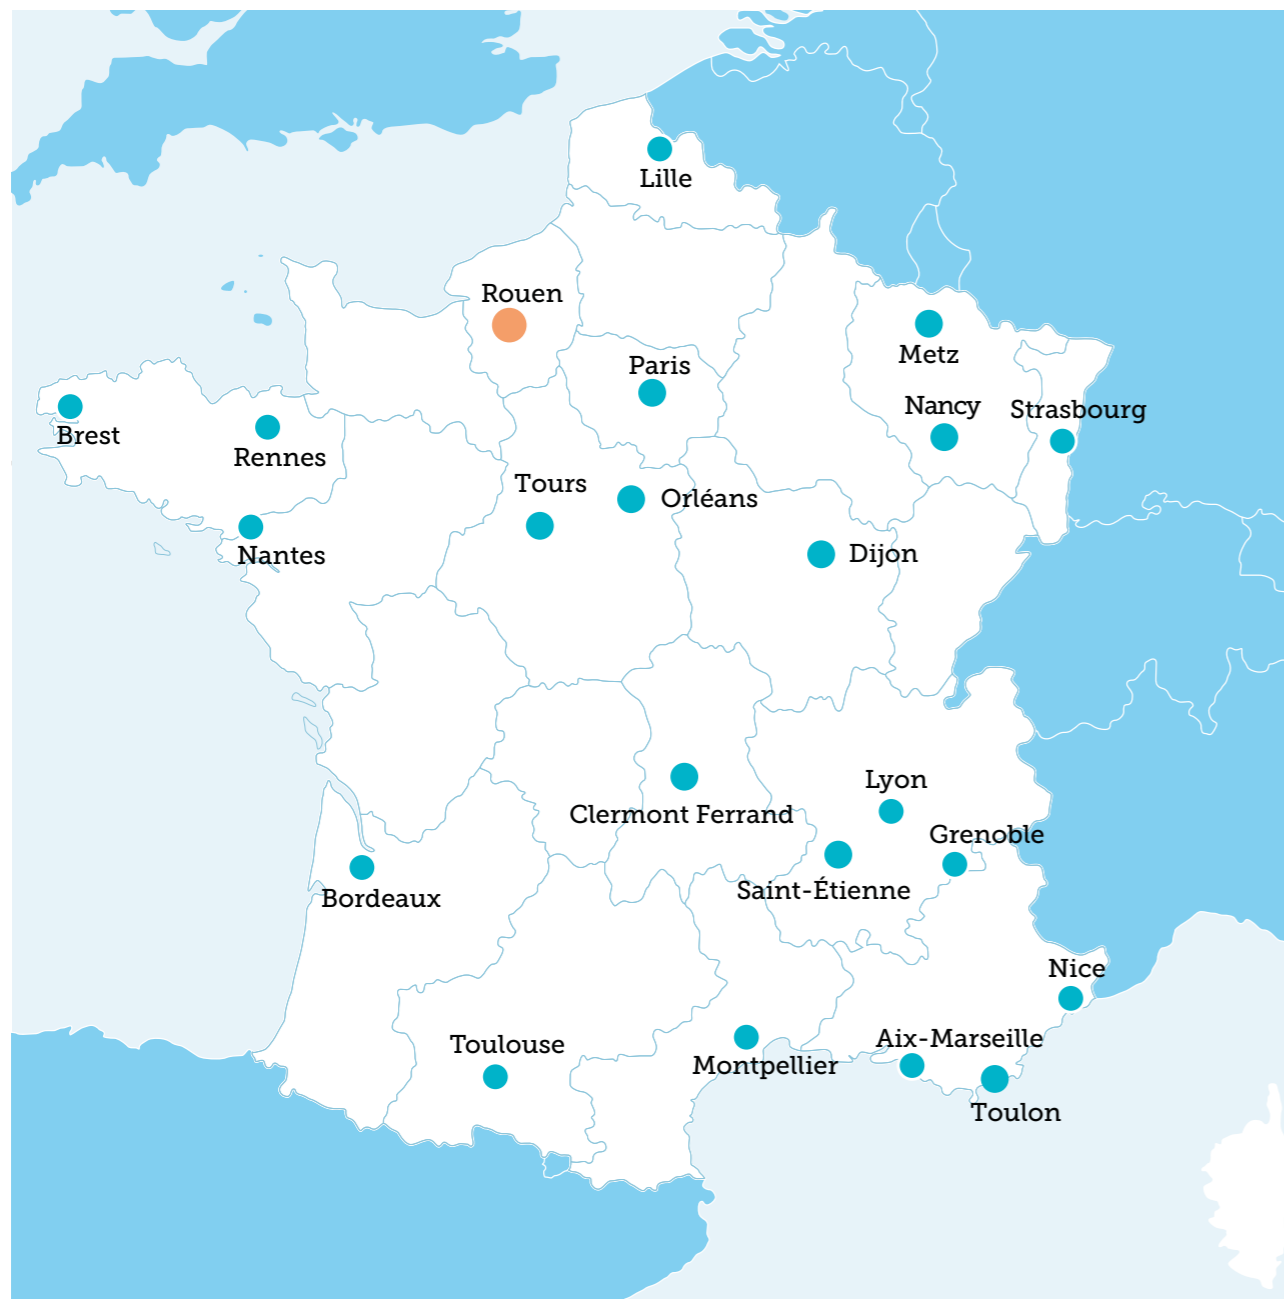 Lille
Rouen
Metz
Paris
Nancy
Strasbourg
Brest
Rennes
Tours
Orléans
Nantes
Dijon
Lyon
Clermont Ferrand
Grenoble
Saint-Étienne
Bordeaux
Nice
Aix-Marseille
Toulouse
Montpellier
Toulon